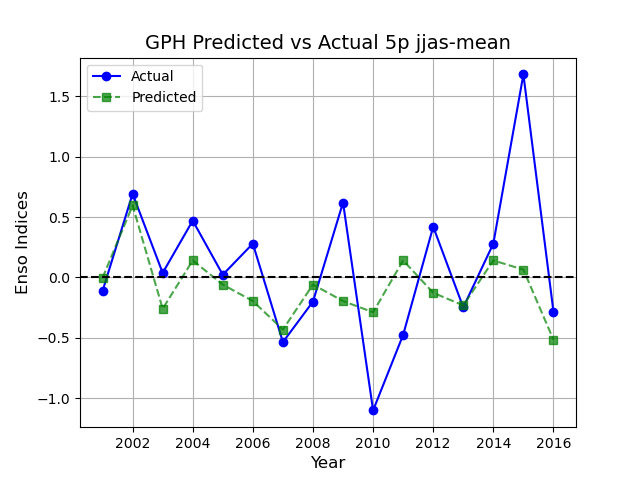 GPH Predicted vs Actual 5p jjas-mean
Actual
Predicted
1.5
1.0
0.5
0.0
−0.5
−1.0
Enso Indices
2002 2004 2006 2008 2010 2012 2014 2016
Year